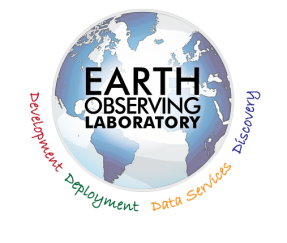 EARTH
OBSERVING
LABORATORY
Development
Deployment
Data Services
Discovery